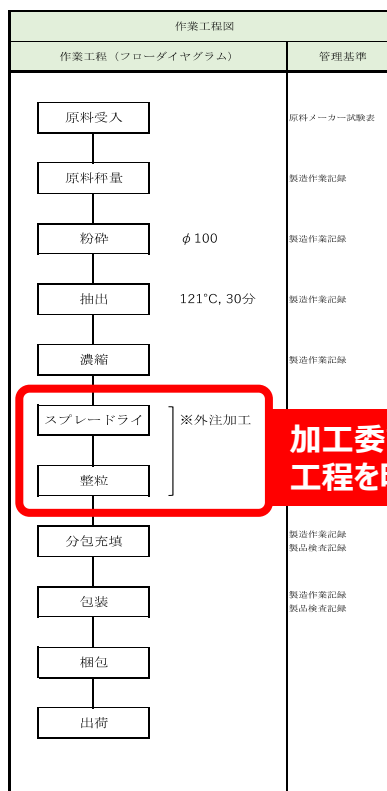 作業工程図
作業工程（フローダイヤグラム）
管理基準
原料受入
原料メーカー試験表
原料秤量
製造作業記録
粉砕
φ100
製造作業記録
抽出
121°C, 30分
製造作業記録
濃縮
製造作業記録
スプレードライ
※外注加工
加工委
工程を
整粒
分包充填
製造作業記録
製品検査記録
包装
製造作業記録
製品検査記録
梱包
出荷